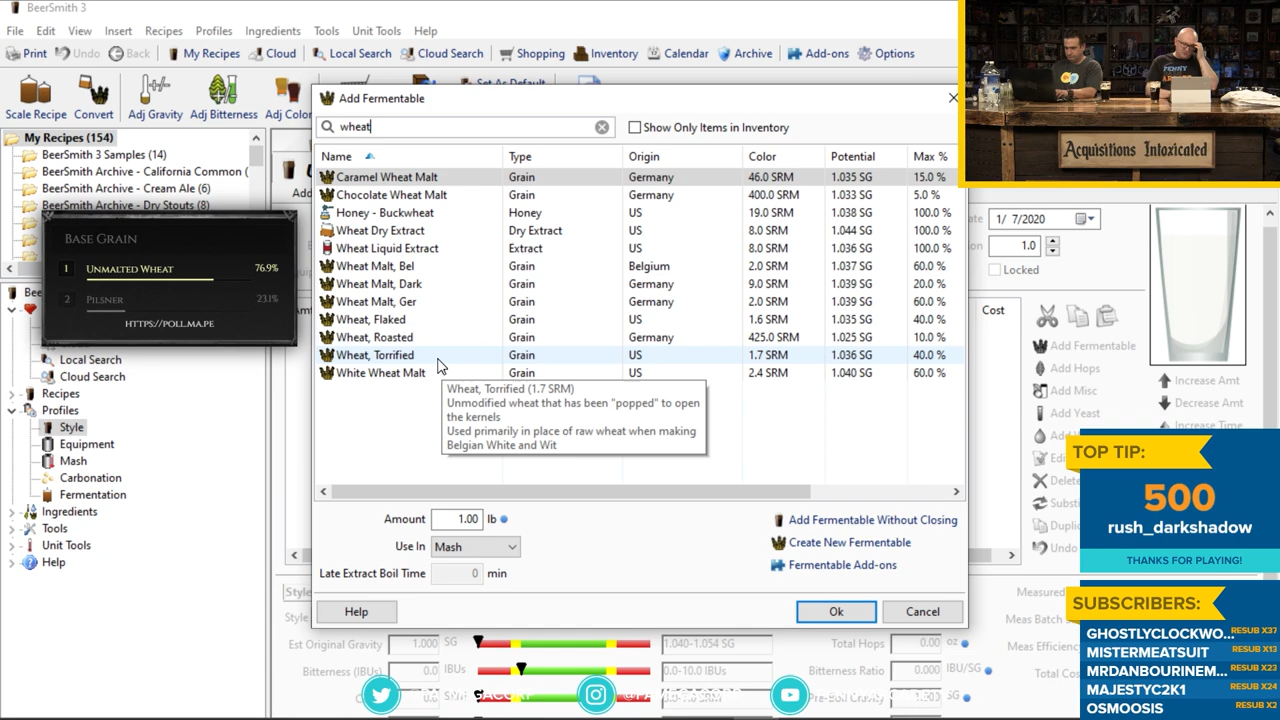 BeerSmith 3
File Edit View Insert Recipes Profiles Ingredients Tools Unit Tools Help
Print Undo Back My Recipes Cloud Local Search Cloud Search Shopping Inventory Calendar Archive Add-ons Options
Set As Default
Scale Recipe Convert Adj Gravity Adj Bitterness Adj Color
My Recipes (154)
BeerSmith 3 Samples (14)
BeerSmith Archive - California Common (
BeerSmith Archive - Cream Ale (6)
BeerSmith Archive - Dry Stouts (8)
BASE GRAIN
1 UNMALTED WHEAT 76.9%
2 PILSNER 23.1%
HTTPS://POLL.MA.PE
Local Search
Cloud Search
Recipes
Profiles
Style
Equipment
Mash
Carbonation
Fermentation
Ingredients
Tools
Unit Tools
Help
Add Fermentable
wheat
Show Only Items in Inventory
Name Type Origin Color Potential Max %
Caramel Wheat Malt Grain Germany 46.0 SRM 1.035 SG 15.0 %
Chocolate Wheat Malt Grain Germany 400.0 SRM 1.035 SG 5.0 %
Honey - Buckwheat Honey US 19.0 SRM 1.038 SG 100.0 %
Wheat Dry Extract Dry Extract US 8.0 SRM 1.044 SG 100.0 %
Wheat Liquid Extract Extract US 8.0 SRM 1.036 SG 100.0 %
Wheat Malt, Bel Grain Belgium 2.0 SRM 1.037 SG 60.0 %
Wheat Malt, Dark Grain Germany 9.0 SRM 1.039 SG 20.0 %
Wheat Malt, Ger Grain Germany 2.0 SRM 1.039 SG 60.0 %
Wheat, Flaked Grain US 1.6 SRM 1.035 SG 40.0 %
Wheat, Roasted Grain Germany 425.0 SRM 1.025 SG 10.0 %
Wheat, Torrified Grain US 1.7 SRM 1.036 SG 40.0 %
White Wheat Malt Grain US 2.4 SRM 1.040 SG 60.0 %
Wheat, Torrified (1.7 SRM)
Unmodified wheat that has been "popped" to open
the kernels
Used primarily in place of raw wheat when making
Belgian White and Wit
Amount 1.00 lb
Use In Mash
Late Extract Boil Time 0 min
Add Fermentable Without Closing
Create New Fermentable
Fermentable Add-ons
Help Ok Cancel
Acquisitions Intoxicated
1/ 7/2020
1.0
Locked
Cost
Add Fermentable
Add Hops
Add Misc
Add Yeast
Increase Amt
Decrease Amt
Increase Time
Est Original Gravity 1.000 SG 1.040-1.054 SG Total Hops 0.00 oz
Bitterness (IBUs) 0.0 IBUs 0.0-10.0 IBUs Bitterness Ratio 0.000 IBU/SG
TOP TIP:
500
rush_darkshadow
THANKS FOR PLAYING!
SUBSCRIBERS:
GHOSTLYCLOCKWO... RESUB X37
MISTERMEATSUIT RESUB X13
MRDANBOURINEM... RESUB X23
MAJESTYC2K1 RESUB X24
OSMOOSIS RESUB X2